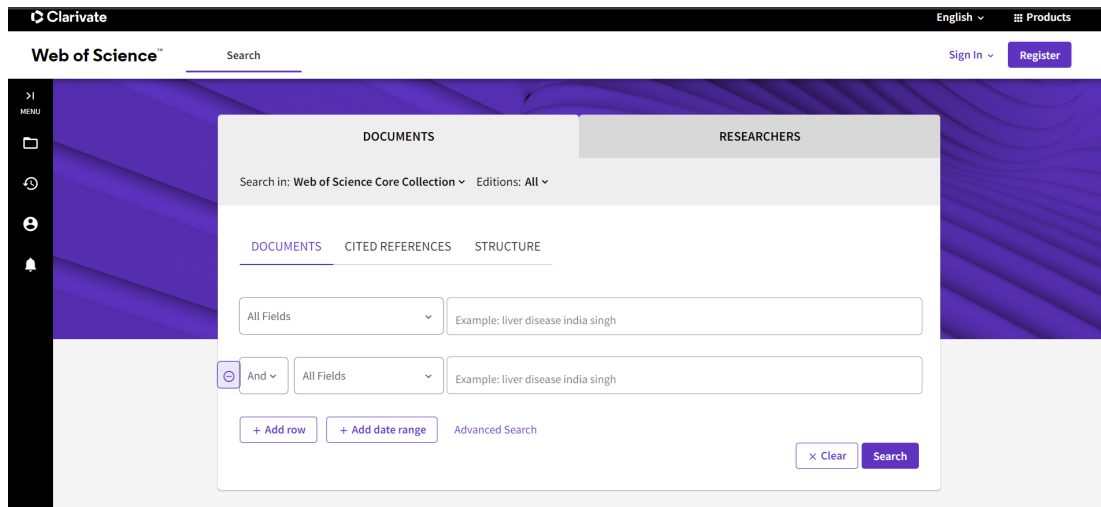 Clarivate English Products
Web of Science™ Search Sign In Register
MENU
DOCUMENTS RESEARCHERS
Search in: Web of Science Core Collection Editions: All
DOCUMENTS CITED REFERENCES STRUCTURE
All Fields Example: liver disease india singh
And All Fields Example: liver disease india singh
+ Add row + Add date range Advanced Search
× Clear Search